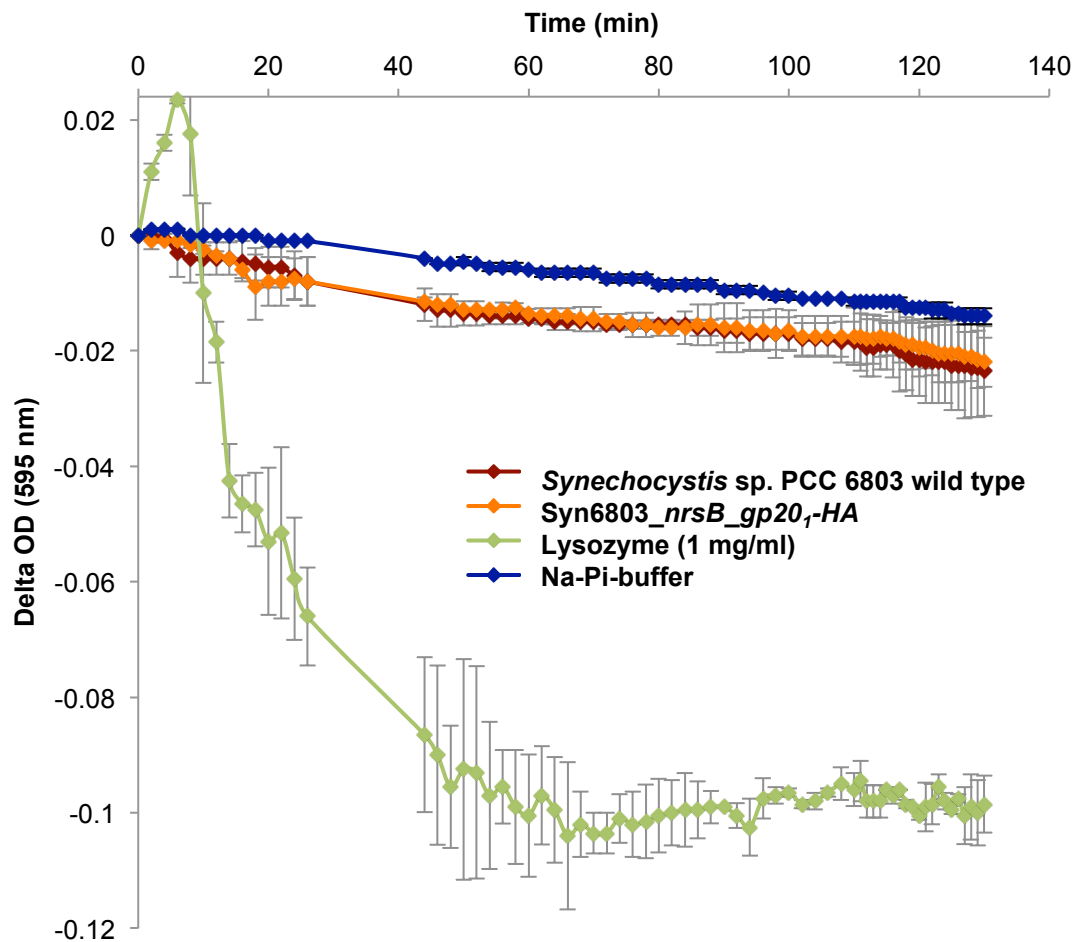 Time (min)
0 20 40 60 80 100 120 140
0.02
0
-0.02
-0.04
-0.06
-0.08
-0.1
-0.12
Delta OD (595 nm)
Synechocystis sp. PCC 6803 wild type
Syn6803_nrsB_gp20₁-HA
Lysozyme (1 mg/ml)
Na-Pi-buffer